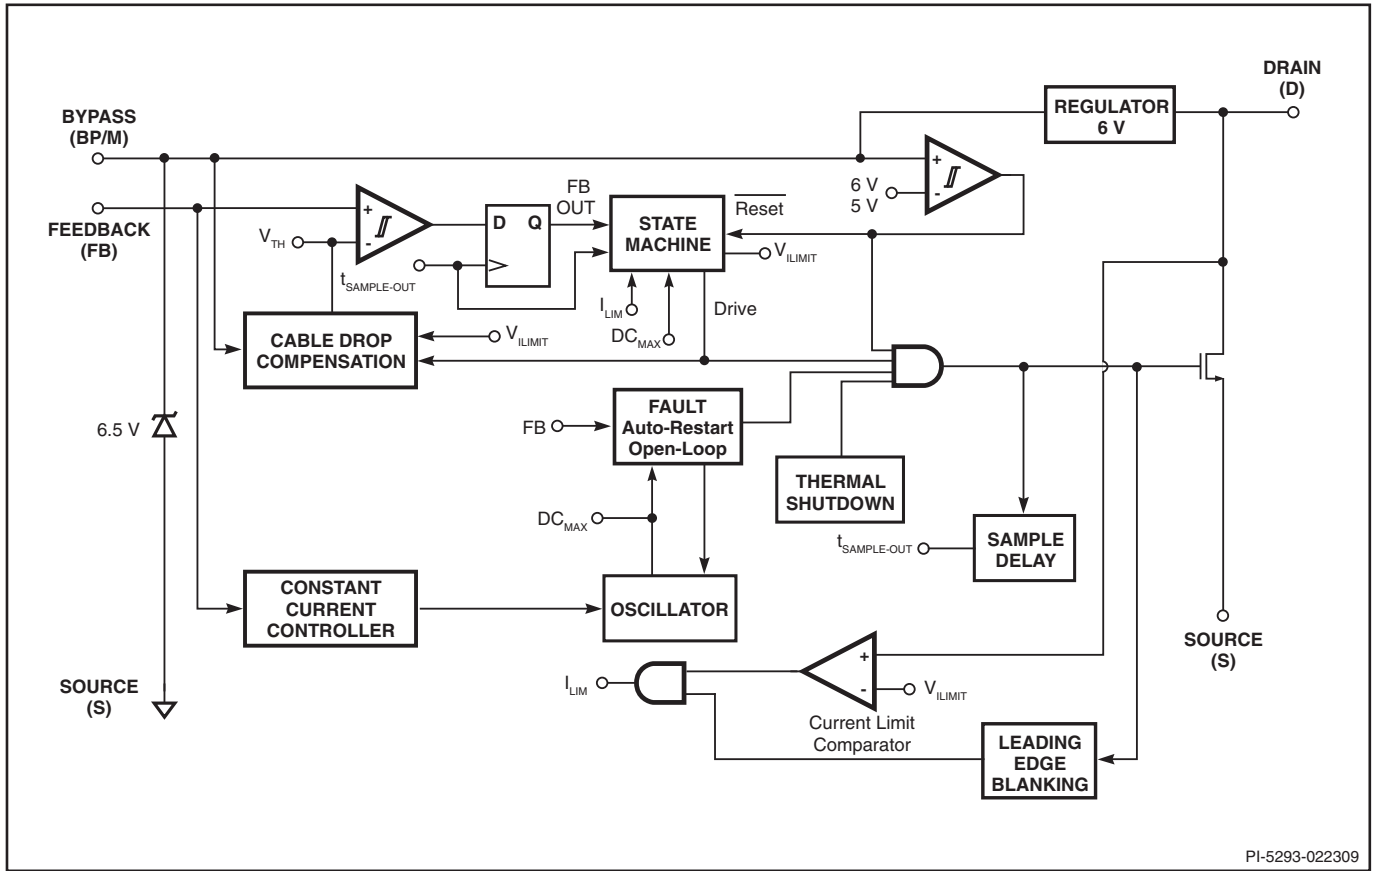 DRAIN
(D)
REGULATOR
6 V
BYPASS
(BP/M)
+
-
6 V
5 V
FEEDBACK
(FB)
V_TH
+
-
t_SAMPLE-OUT
D Q
FB
OUT
STATE
MACHINE
Reset
V_ILIMIT
I_LIM
DC_MAX
Drive
CABLE DROP
COMPENSATION
V_ILIMIT
6.5 V
FB
FAULT
Auto-Restart
Open-Loop
THERMAL
SHUTDOWN
DC_MAX
t_SAMPLE-OUT
SAMPLE
DELAY
CONSTANT
CURRENT
CONTROLLER
OSCILLATOR
SOURCE
(S)
SOURCE
(S)
I_LIM
+
-
V_ILIMIT
Current Limit
Comparator
LEADING
EDGE
BLANKING
PI-5293-022309